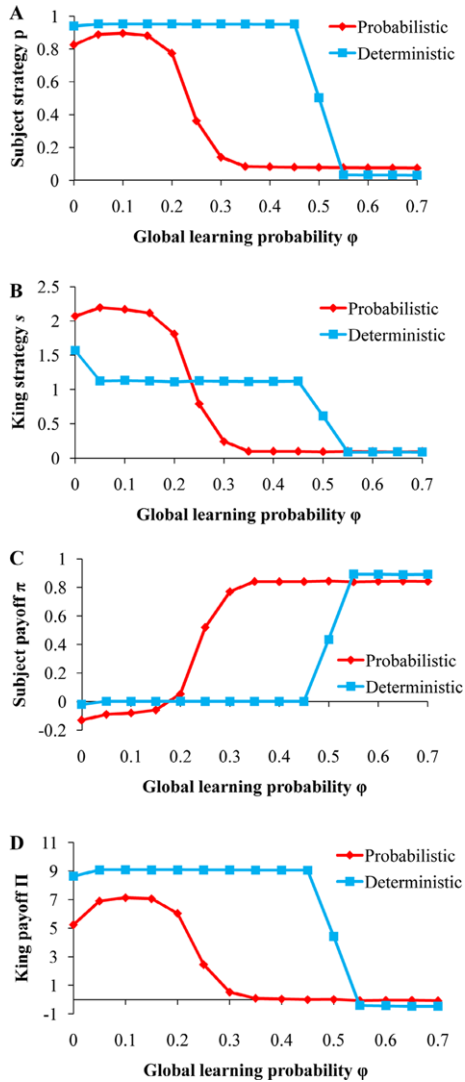 A
Subject strategy p
1
0.8
0.6
0.4
0.2
0
Probabilistic
Deterministic
0 0.1 0.2 0.3 0.4 0.5 0.6 0.7
Global learning probability φ
B
King strategy s
2.5
2
1.5
1
0.5
0
Probabilistic
Deterministic
0 0.1 0.2 0.3 0.4 0.5 0.6 0.7
Global learning probability φ
C
Subject payoff π
1
0.8
0.6
0.4
0.2
0
-0.2
Probabilistic
Deterministic
0 0.1 0.2 0.3 0.4 0.5 0.6 0.7
Global learning probability φ
D
King payoff Π
11
9
7
5
3
1
-1
Probabilistic
Deterministic
0 0.1 0.2 0.3 0.4 0.5 0.6 0.7
Global learning probability φ